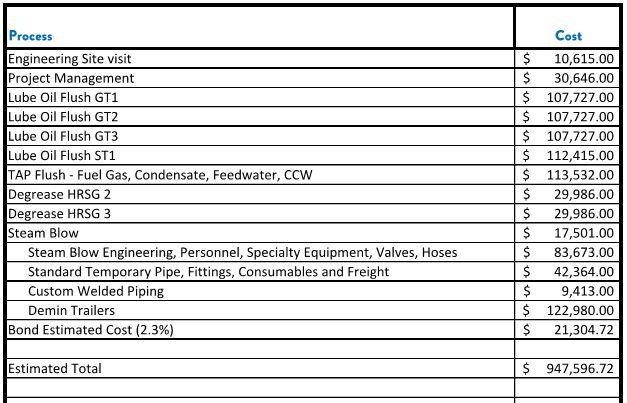 Process Cost
Engineering Site visit $ 10,615.00
Project Management $ 30,646.00
Lube Oil Flush GT1 $ 107,727.00
Lube Oil Flush GT2 $ 107,727.00
Lube Oil Flush GT3 $ 107,727.00
Lube Oil Flush ST1 $ 112,415.00
TAP Flush - Fuel Gas, Condensate, Feedwater, CCW $ 113,532.00
Degrease HRSG 2 $ 29,986.00
Degrease HRSG 3 $ 29,986.00
Steam Blow $ 17,501.00
Steam Blow Engineering, Personnel, Specialty Equipment, Valves, Hoses $ 83,673.00
Standard Temporary Pipe, Fittings, Consumables and Freight $ 42,364.00
Custom Welded Piping $ 9,413.00
Demin Trailers $ 122,980.00
Bond Estimated Cost (2.3%) $ 21,304.72
Estimated Total $ 947,596.72